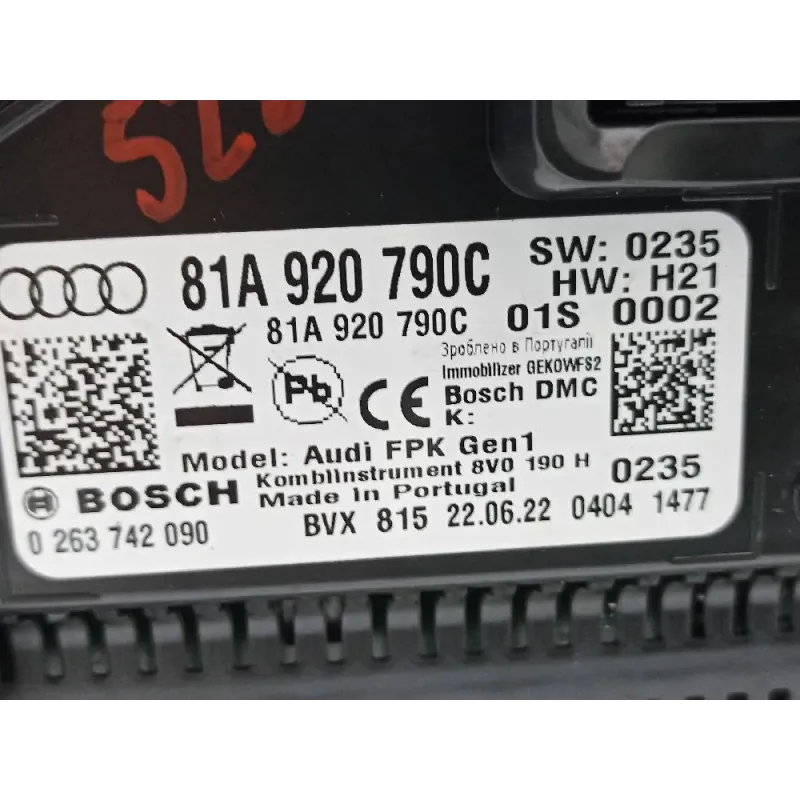 81A 920 790C
SW: 0235
HW: H21
81A 920 790C 01S 0002
Зроблено в Португалії
Immobilizer GEKOWFS2
Pb
CE
Bosch DMC
K:
Model: Audi FPK Gen1
Kombiinstrument 8V0 190 H
0235
BOSCH
Made in Portugal
0 263 742 090
BVX 815 22.06.22 0404 1477